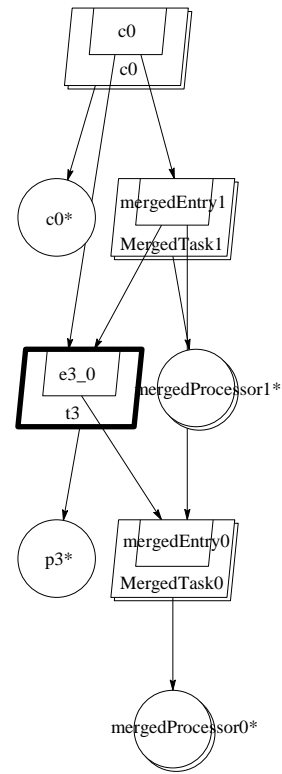 c0
c0
c0*
mergedEntry1
MergedTask1
e3_0
t3
mergedProcessor1*
p3*
mergedEntry0
MergedTask0
mergedProcessor0*